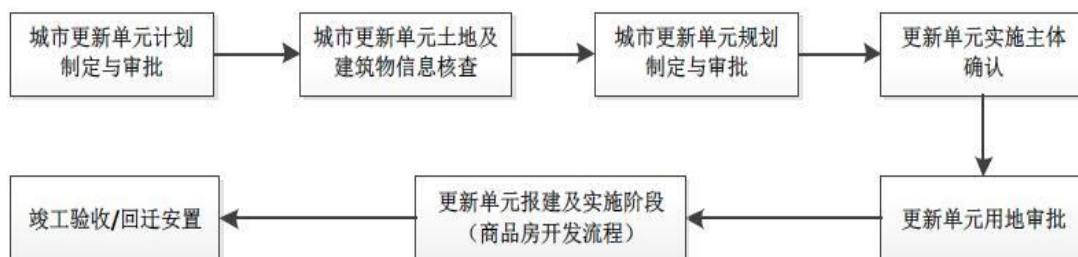 城市更新单元计划
制定与审批
城市更新单元土地及
建筑物信息核查
城市更新单元规划
制定与审批
更新单元实施主体
确认
更新单元用地审批
更新单元报建及实施阶段
（商品房开发流程）
竣工验收/回迁安置